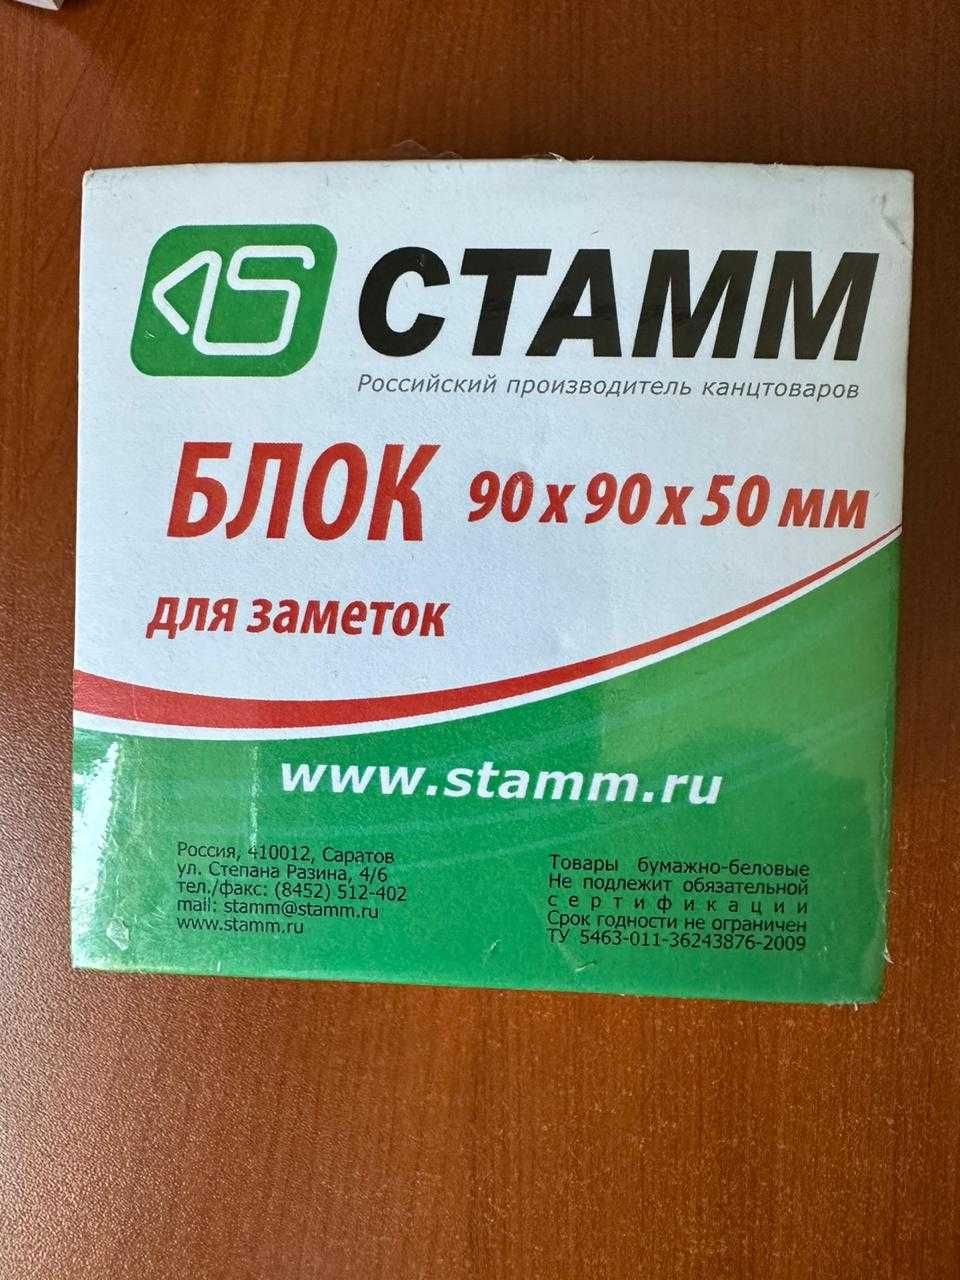 СТАММ
Российский производитель канцтоваров
БЛОК 90 х 90 х 50 мм
для заметок
www.stamm.ru
Россия, 410012, Саратов
ул. Степана Разина, 4/6
тел./факс: (8452) 512-402
mail: stamm@stamm.ru
www.stamm.ru
Товары бумажно-беловые
Не подлежит обязательной
сертификации
Срок годности не ограничен
ТУ 5463-011-36243876-2009